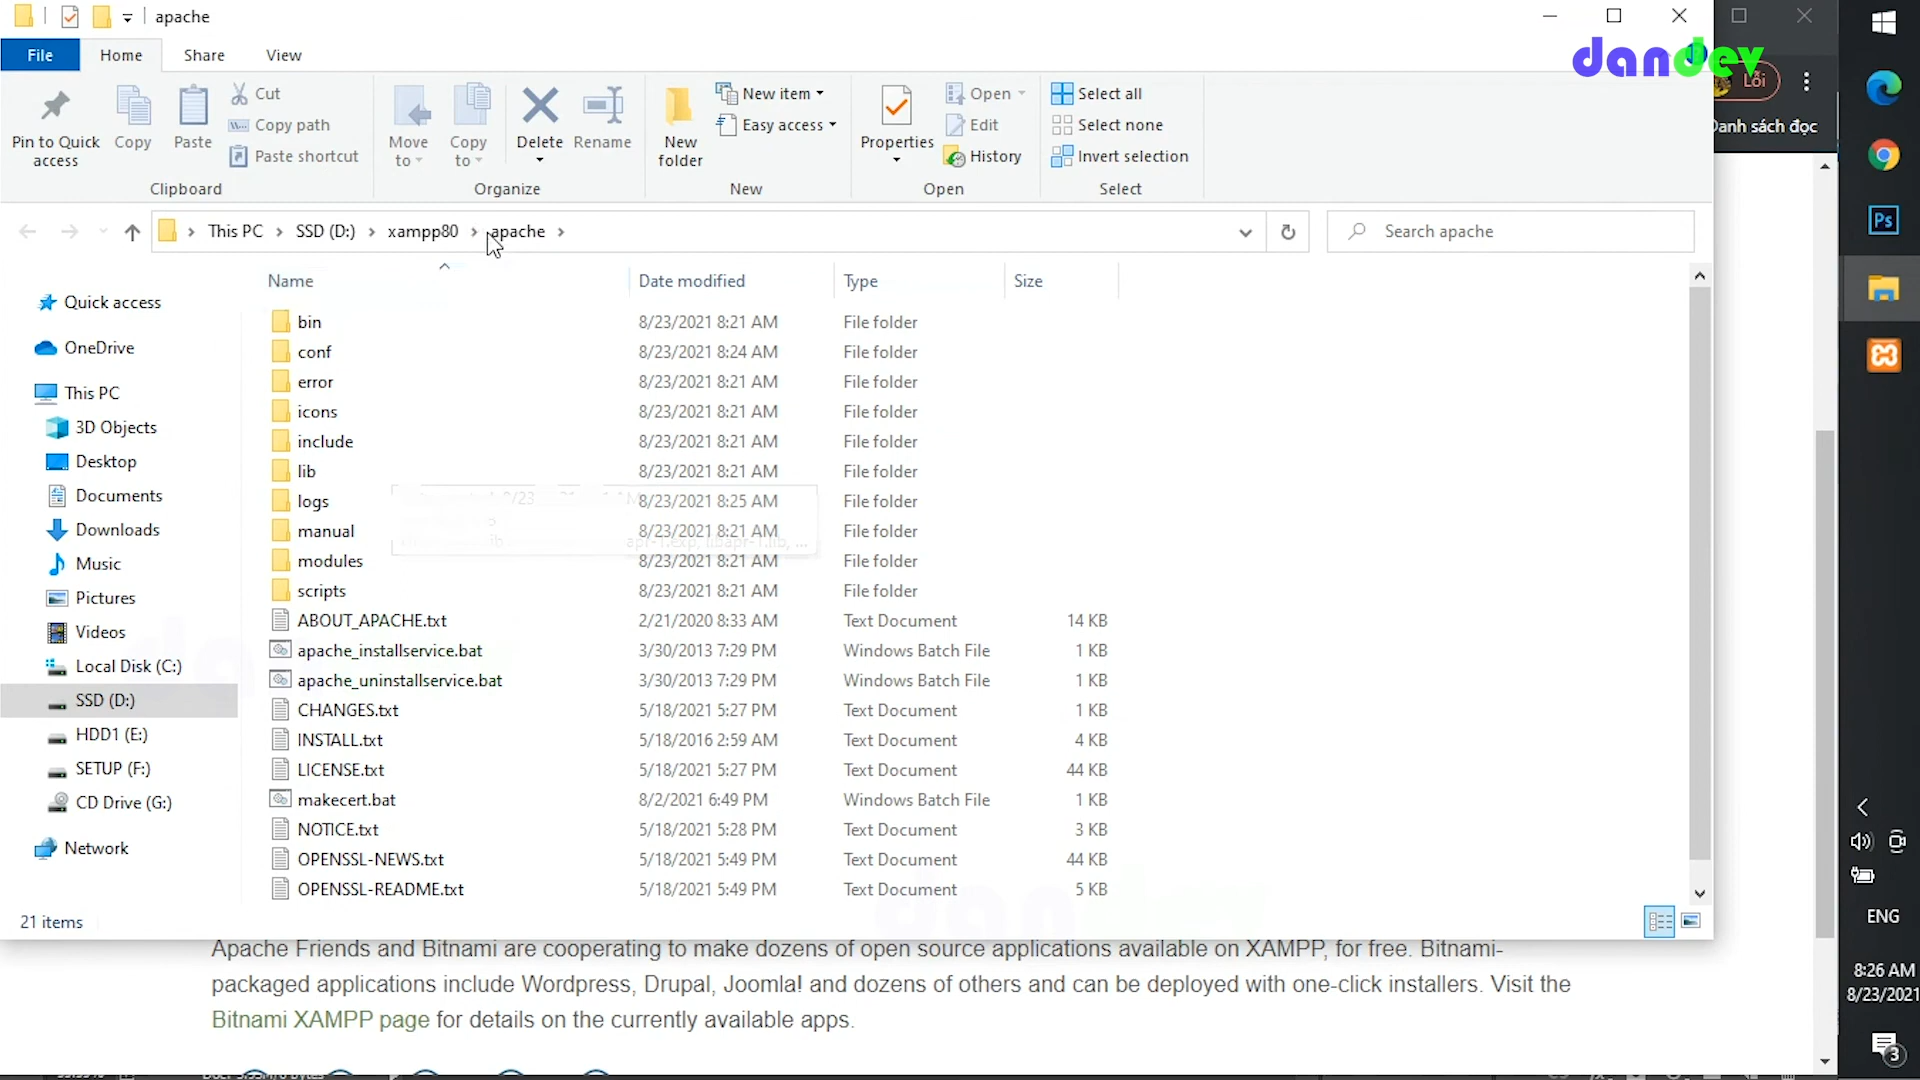 apache
dandev
File Home Share View
Lỗi
Pin to Quick access
Copy
Paste
Cut
Copy path
Paste shortcut
Clipboard
Move to
Copy to
Delete
Rename
Organize
New folder
New item
Easy access
New
Properties
Open
Edit
History
Open
Select all
Select none
Invert selection
Select
Danh sách đọc
This PC SSD (D:) xampp80 apache
Search apache
Quick access
OneDrive
This PC
3D Objects
Desktop
Documents
Downloads
Music
Pictures
Videos
Local Disk (C:)
SSD (D:)
HDD1 (E:)
SETUP (F:)
CD Drive (G:)
Network
Name Date modified Type Size
bin 8/23/2021 8:21 AM File folder
conf 8/23/2021 8:24 AM File folder
error 8/23/2021 8:21 AM File folder
icons 8/23/2021 8:21 AM File folder
include 8/23/2021 8:21 AM File folder
lib 8/23/2021 8:21 AM File folder
logs 8/23/2021 8:25 AM File folder
manual 8/23/2021 8:21 AM File folder
modules 8/23/2021 8:21 AM File folder
scripts 8/23/2021 8:21 AM File folder
ABOUT_APACHE.txt 2/21/2020 8:33 AM Text Document 14 KB
apache_installservice.bat 3/30/2013 7:29 PM Windows Batch File 1 KB
apache_uninstallservice.bat 3/30/2013 7:29 PM Windows Batch File 1 KB
CHANGES.txt 5/18/2021 5:27 PM Text Document 1 KB
INSTALL.txt 5/18/2016 2:59 AM Text Document 4 KB
LICENSE.txt 5/18/2021 5:27 PM Text Document 44 KB
makecert.bat 8/2/2021 6:49 PM Windows Batch File 1 KB
NOTICE.txt 5/18/2021 5:28 PM Text Document 3 KB
OPENSSL-NEWS.txt 5/18/2021 5:49 PM Text Document 44 KB
OPENSSL-README.txt 5/18/2021 5:49 PM Text Document 5 KB
21 items
Apache Friends and Bitnami are cooperating to make dozens of open source applications available on XAMPP, for free. Bitnami-
packaged applications include Wordpress, Drupal, Joomla! and dozens of others and can be deployed with one-click installers. Visit the
Bitnami XAMPP page for details on the currently available apps.
Ps
ENG
8:26 AM
8/23/2021
3